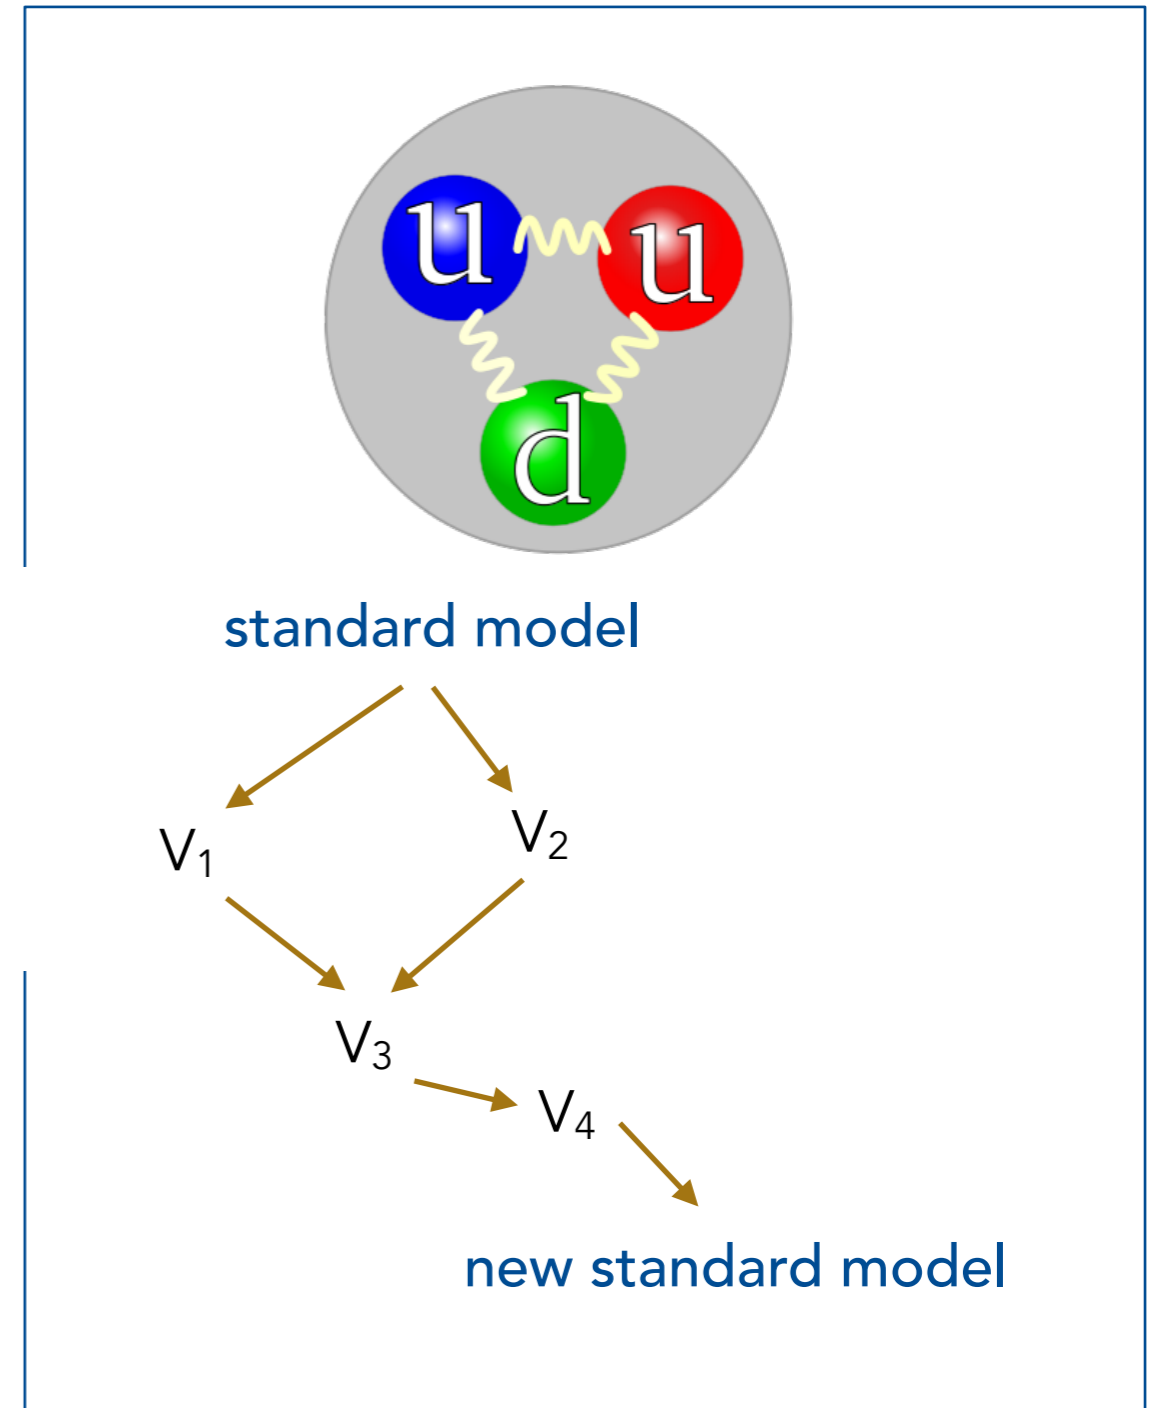 u u
d
standard model
V₁ V₂
V₃
V₄
new standard model